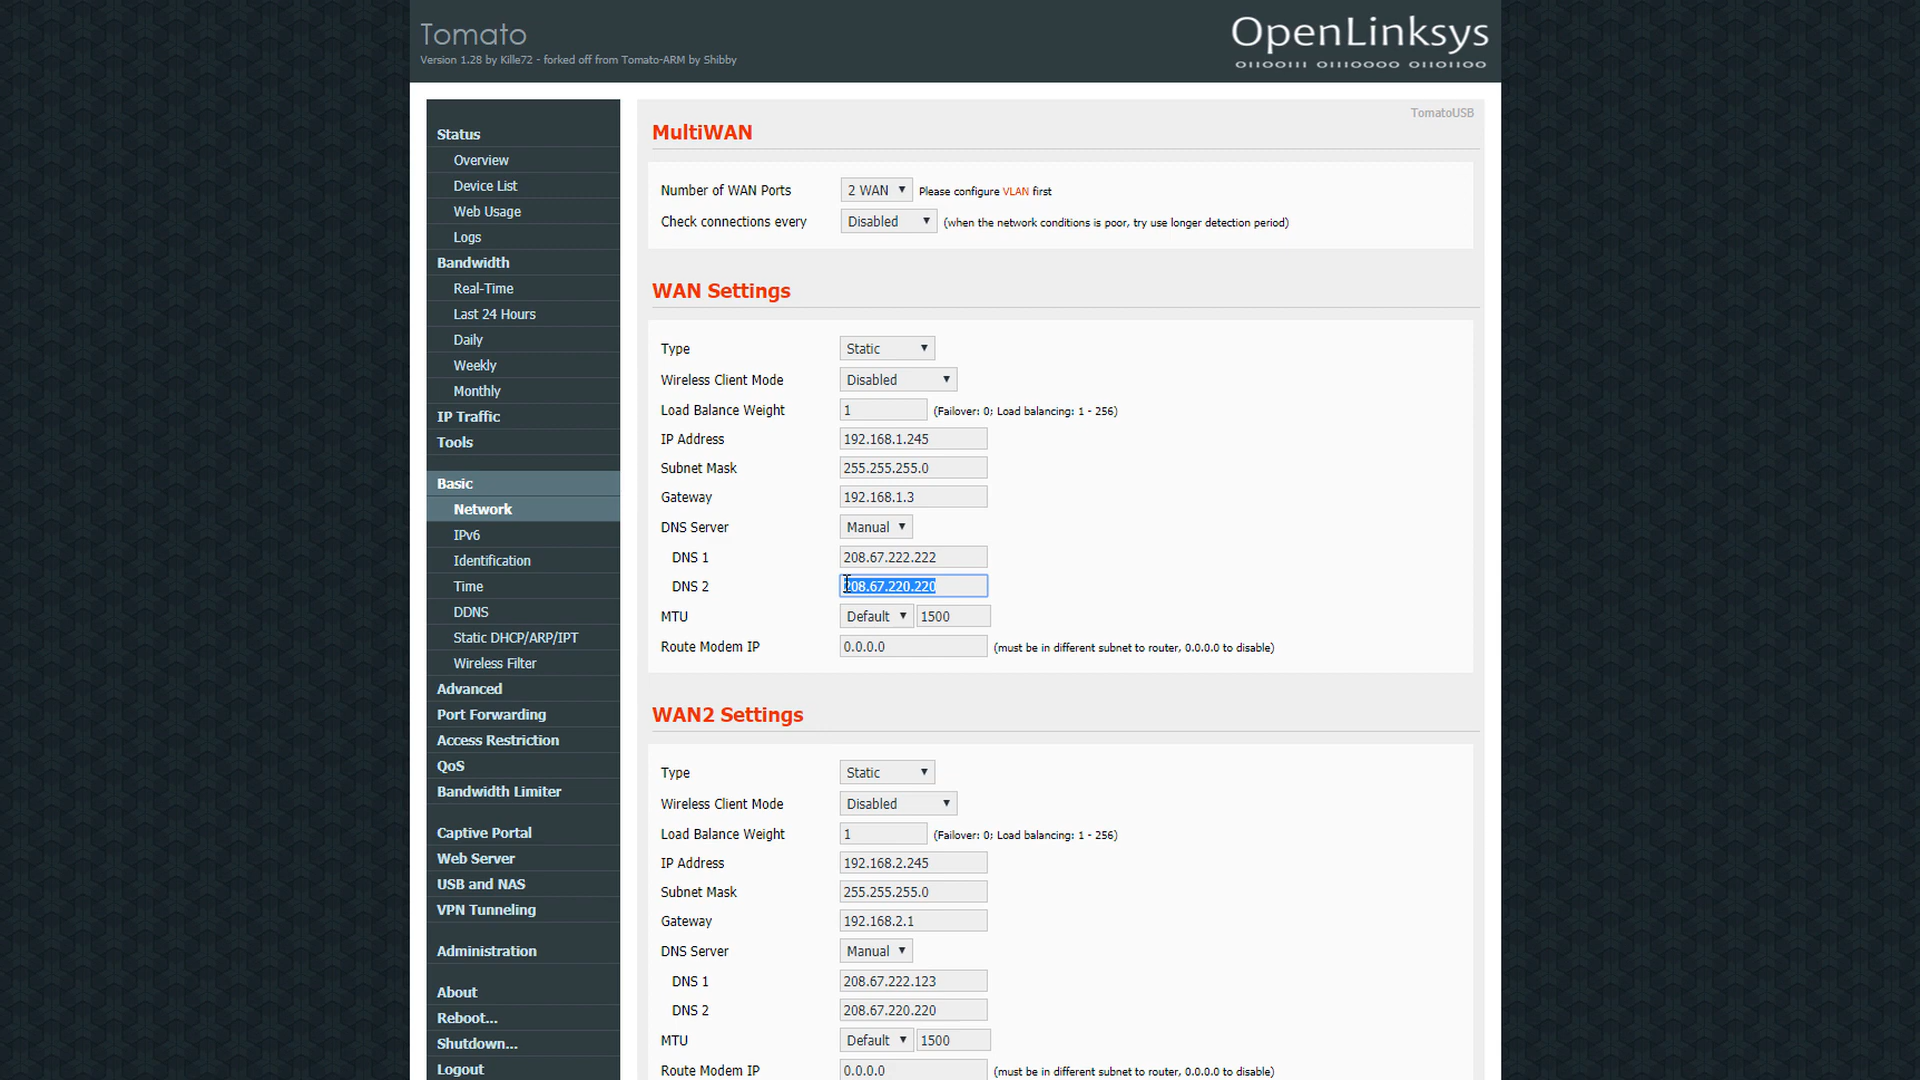 Tomato
Version 1.28 by Kille72 - forked off from Tomato-ARM by Shibby
OpenLinksys
01100111 01110000 01101100
Status
Overview
Device List
Web Usage
Logs
Bandwidth
Real-Time
Last 24 Hours
Daily
Weekly
Monthly
IP Traffic
Tools
Basic
Network
IPv6
Identification
Time
DDNS
Static DHCP/ARP/IPT
Wireless Filter
Advanced
Port Forwarding
Access Restriction
QoS
Bandwidth Limiter
Captive Portal
Web Server
USB and NAS
VPN Tunneling
Administration
About
Reboot...
Shutdown...
Logout
TomatoUSB
MultiWAN
Number of WAN Ports 2 WAN Please configure VLAN first
Check connections every Disabled (when the network conditions is poor, try use longer detection period)
WAN Settings
Type Static
Wireless Client Mode Disabled
Load Balance Weight 1 (Failover: 0; Load balancing: 1 - 256)
IP Address 192.168.1.245
Subnet Mask 255.255.255.0
Gateway 192.168.1.3
DNS Server Manual
DNS 1 208.67.222.222
DNS 2 208.67.220.220
MTU Default 1500
Route Modem IP 0.0.0.0 (must be in different subnet to router, 0.0.0.0 to disable)
WAN2 Settings
Type Static
Wireless Client Mode Disabled
Load Balance Weight 1 (Failover: 0; Load balancing: 1 - 256)
IP Address 192.168.2.245
Subnet Mask 255.255.255.0
Gateway 192.168.2.1
DNS Server Manual
DNS 1 208.67.222.123
DNS 2 208.67.220.220
MTU Default 1500
Route Modem IP 0.0.0.0 (must be in different subnet to router, 0.0.0.0 to disable)